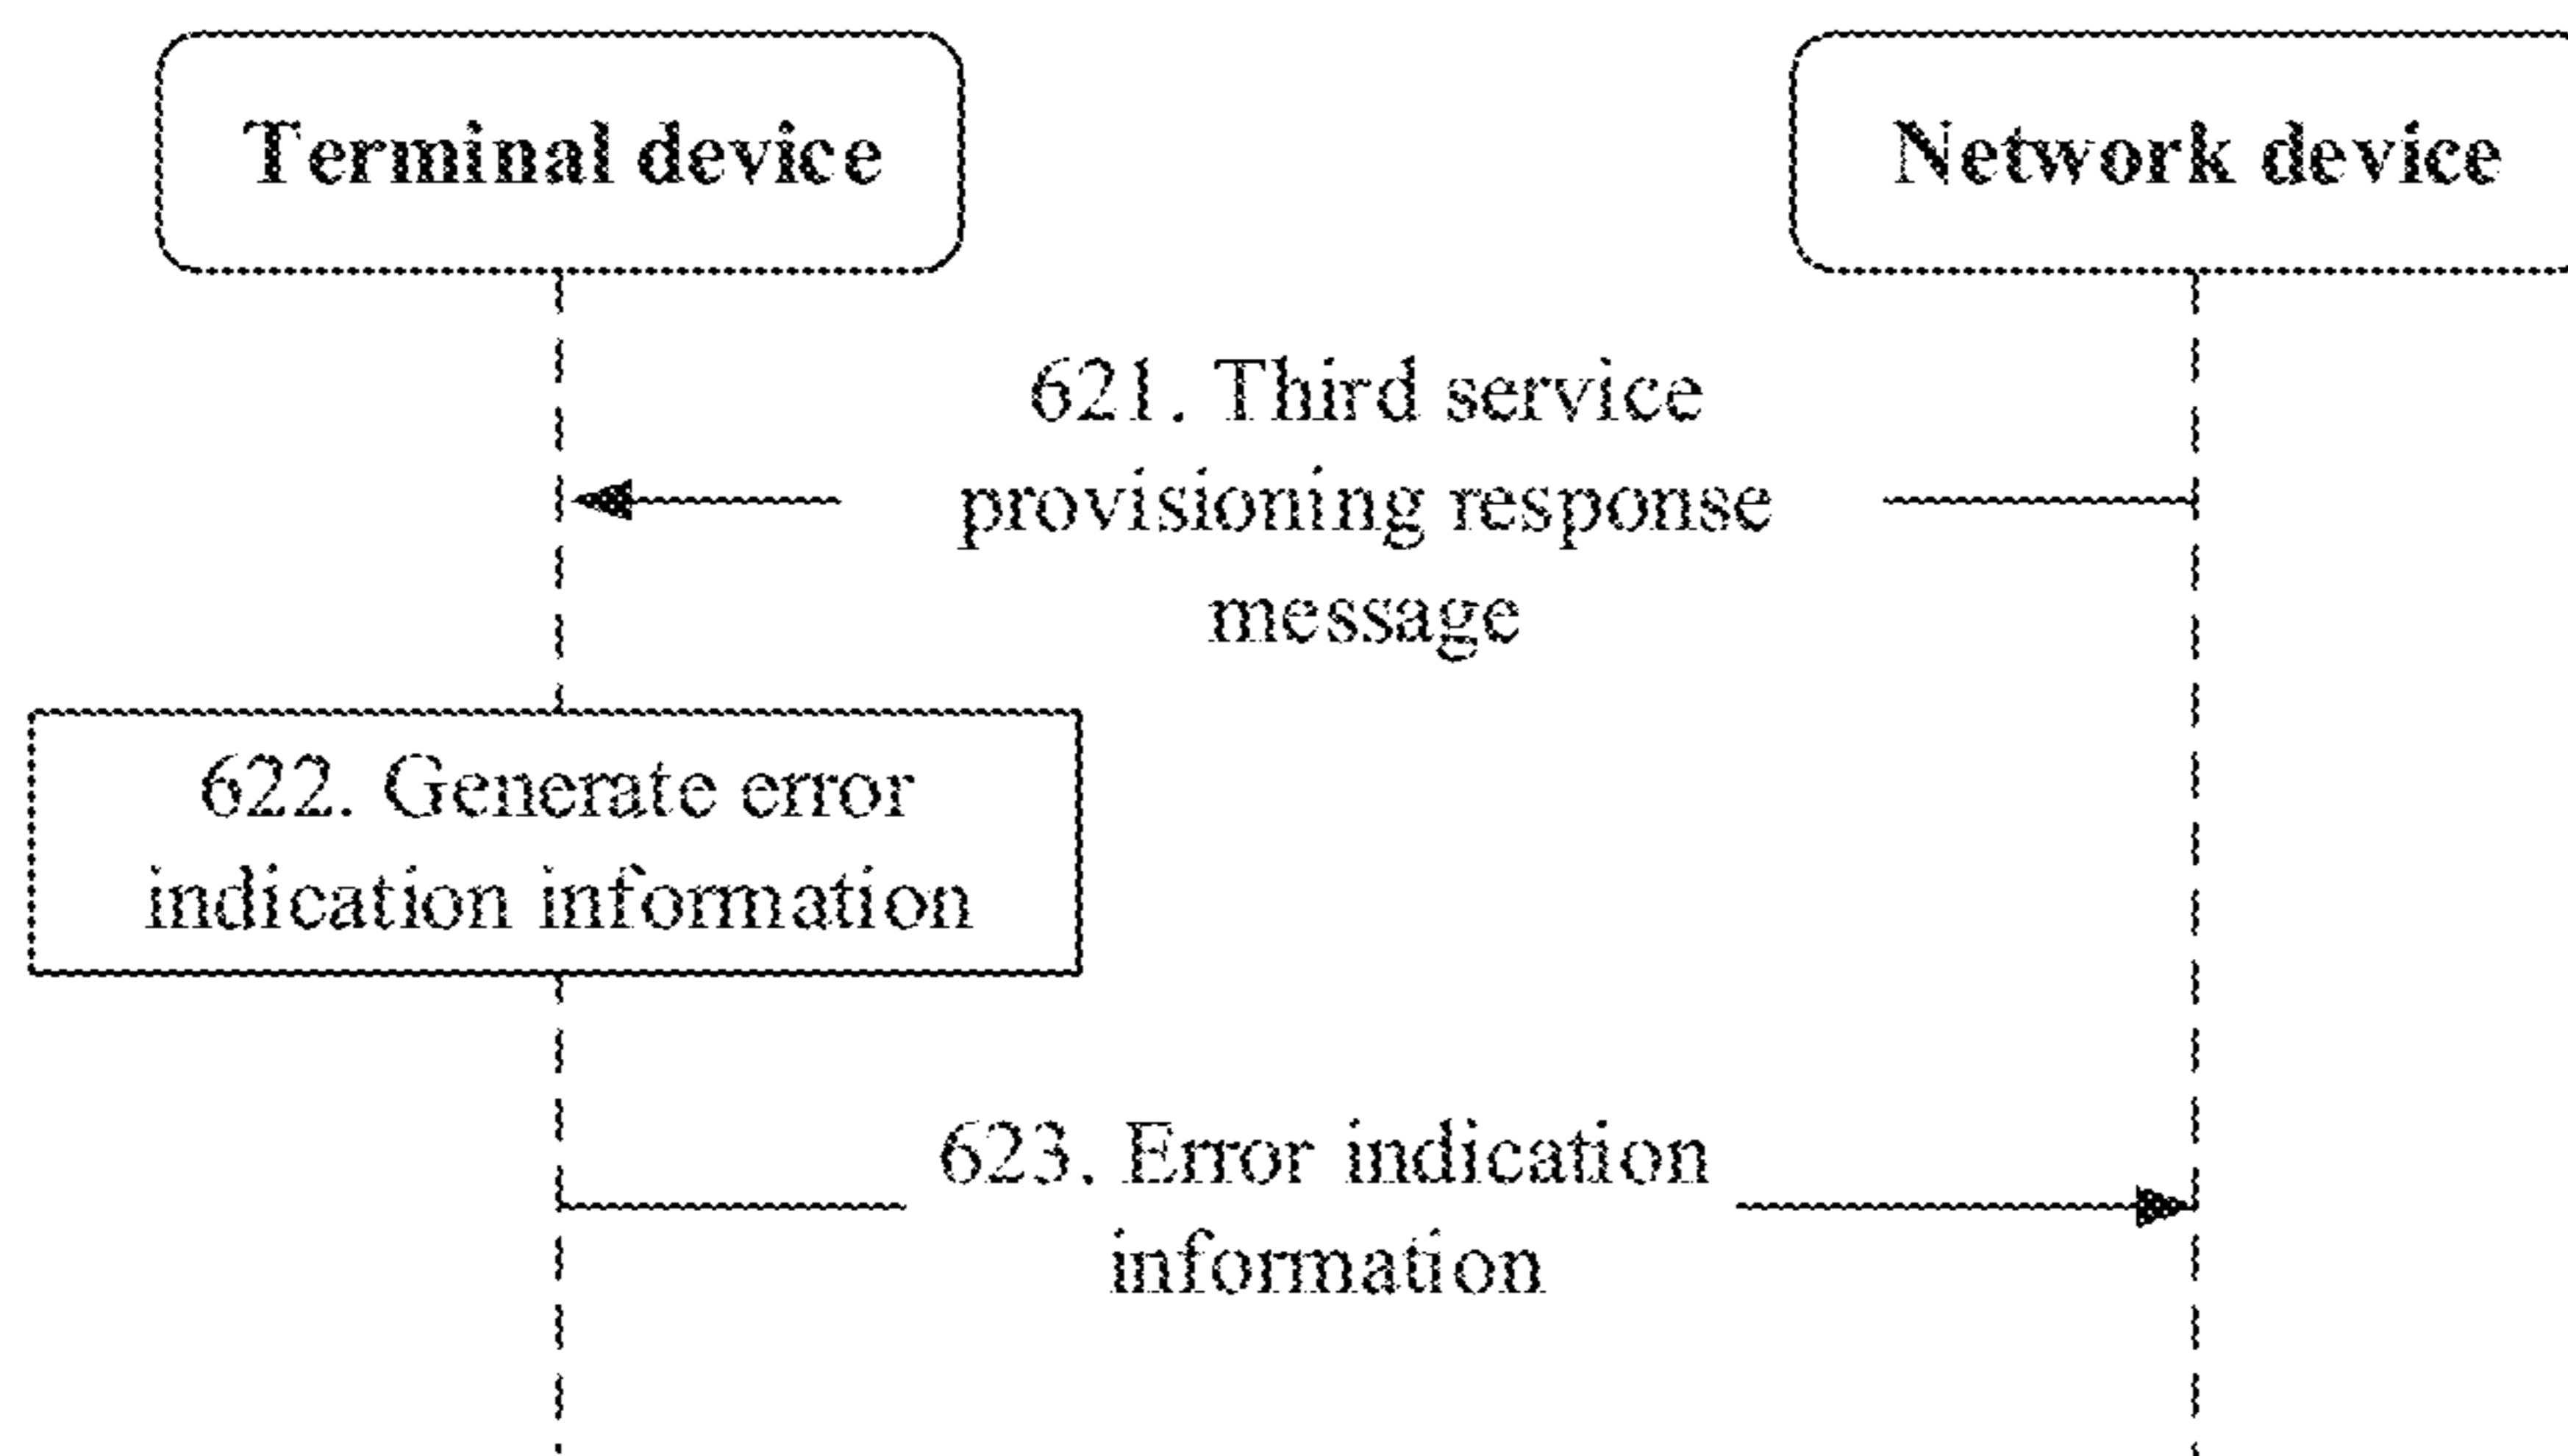 Terminal device
Network device
621. Third service
provisioning response
message
622. Generate error
indication information
623. Error indication
information